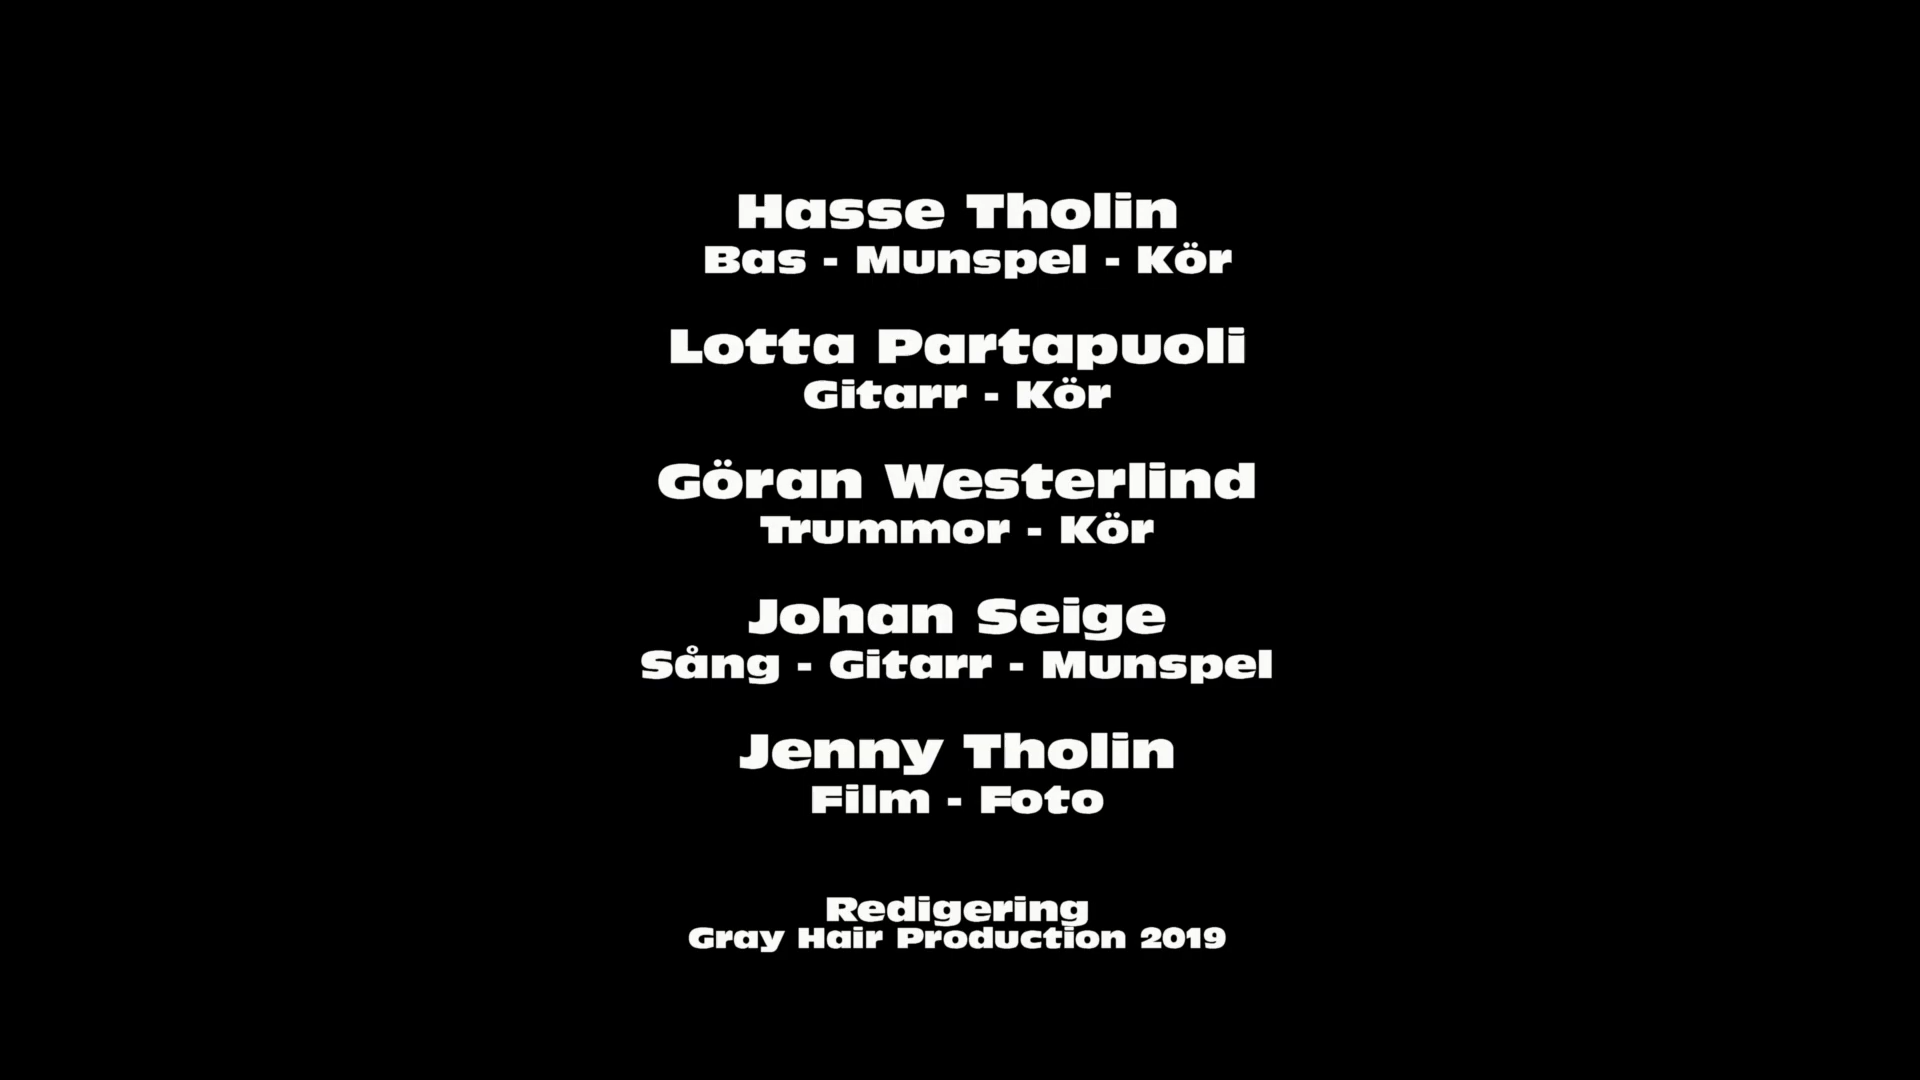 Hasse Tholin
Bas - Munspel - Kör
Lotta Partapuoli
Gitarr - Kör
Göran Westerlind
Trummor - Kör
Johan Seige
Sång - Gitarr - Munspel
Jenny Tholin
Film - Foto
Redigering
Gray Hair Production 2019